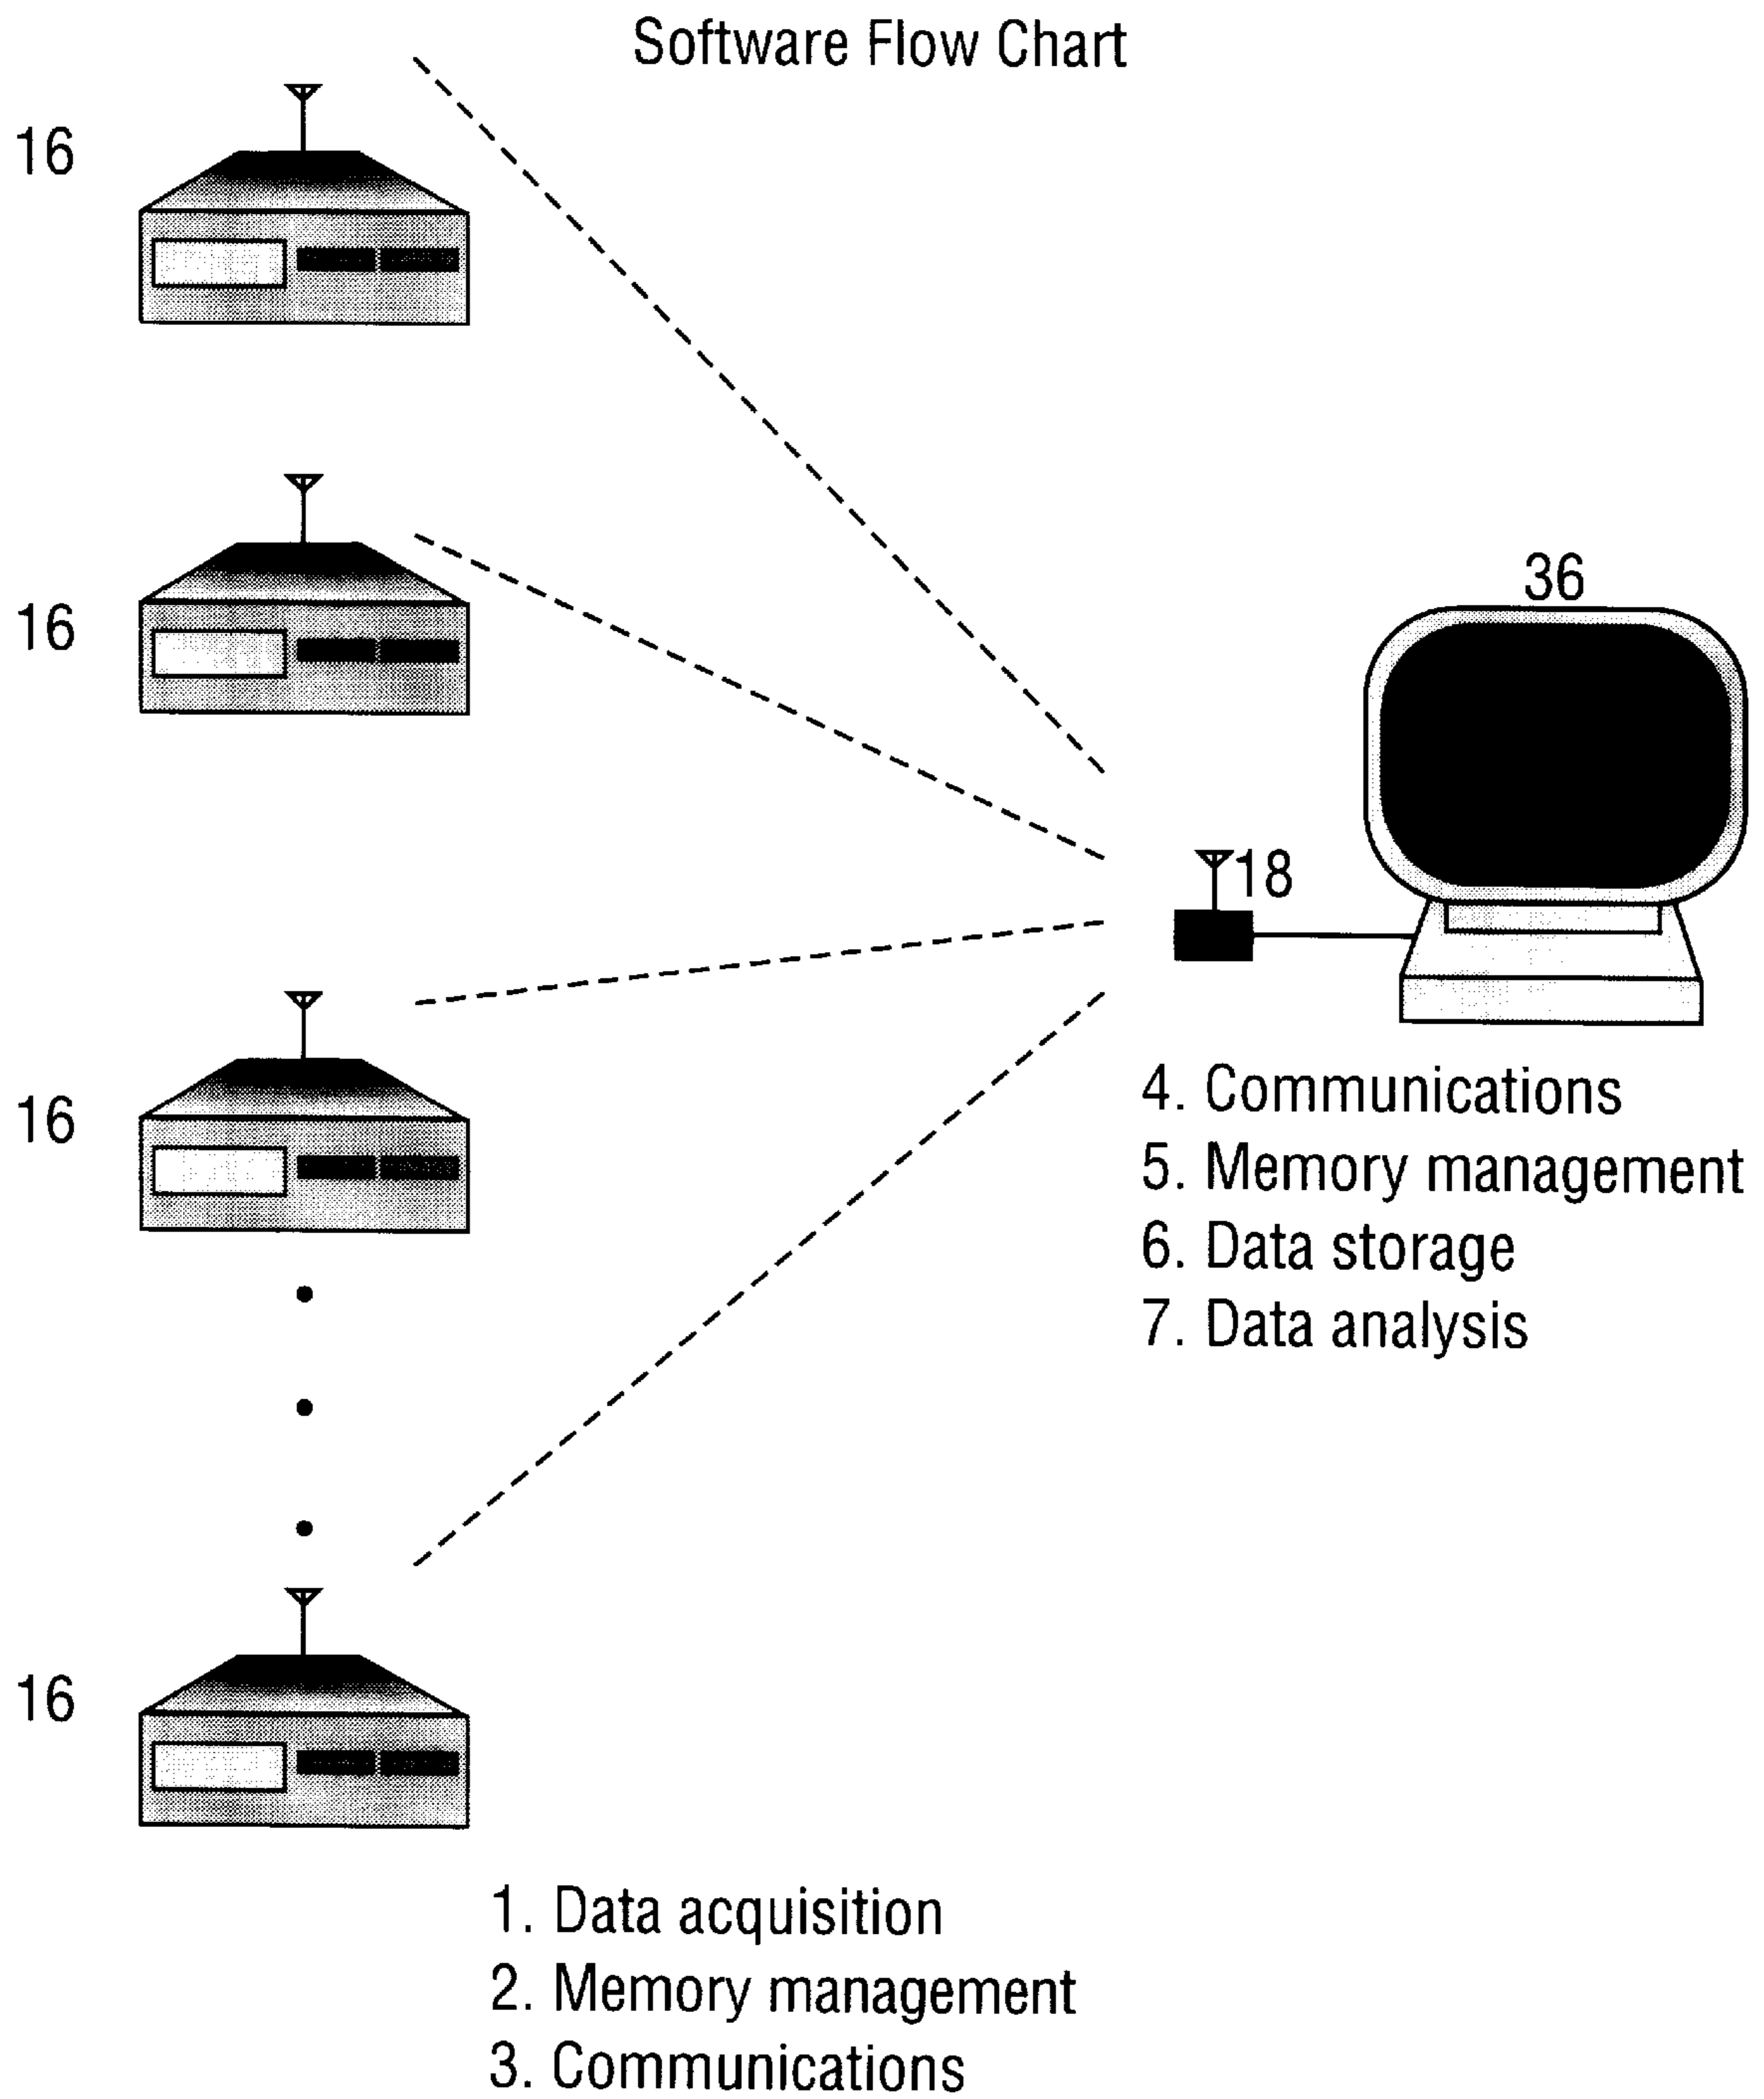 Software Flow Chart
16
16
36
18
16
4. Communications
5. Memory management
6. Data storage
7. Data analysis
16
1. Data acquisition
2. Memory management
3. Communications